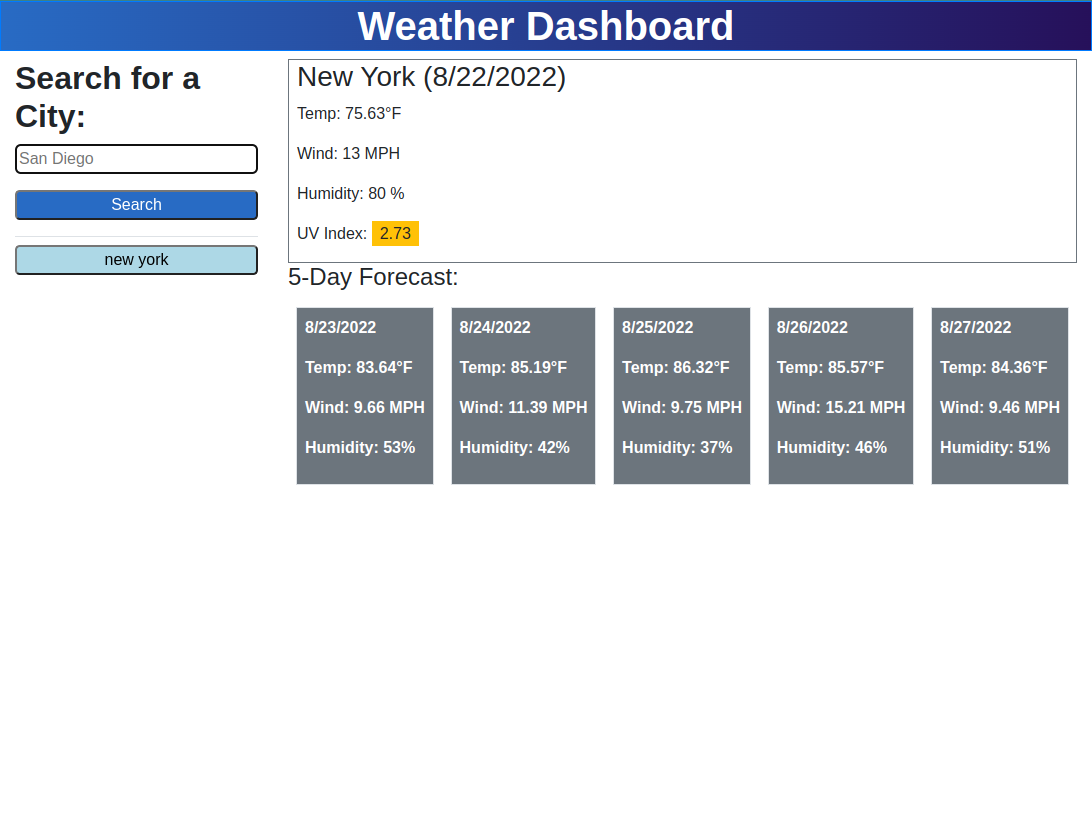 Weather Dashboard
Search for a
City:
San Diego
Search
new york
New York (8/22/2022)
Temp: 75.63°F
Wind: 13 MPH
Humidity: 80 %
UV Index: 2.73
5-Day Forecast:
8/23/2022
Temp: 83.64°F
Wind: 9.66 MPH
Humidity: 53%
8/24/2022
Temp: 85.19°F
Wind: 11.39 MPH
Humidity: 42%
8/25/2022
Temp: 86.32°F
Wind: 9.75 MPH
Humidity: 37%
8/26/2022
Temp: 85.57°F
Wind: 15.21 MPH
Humidity: 46%
8/27/2022
Temp: 84.36°F
Wind: 9.46 MPH
Humidity: 51%